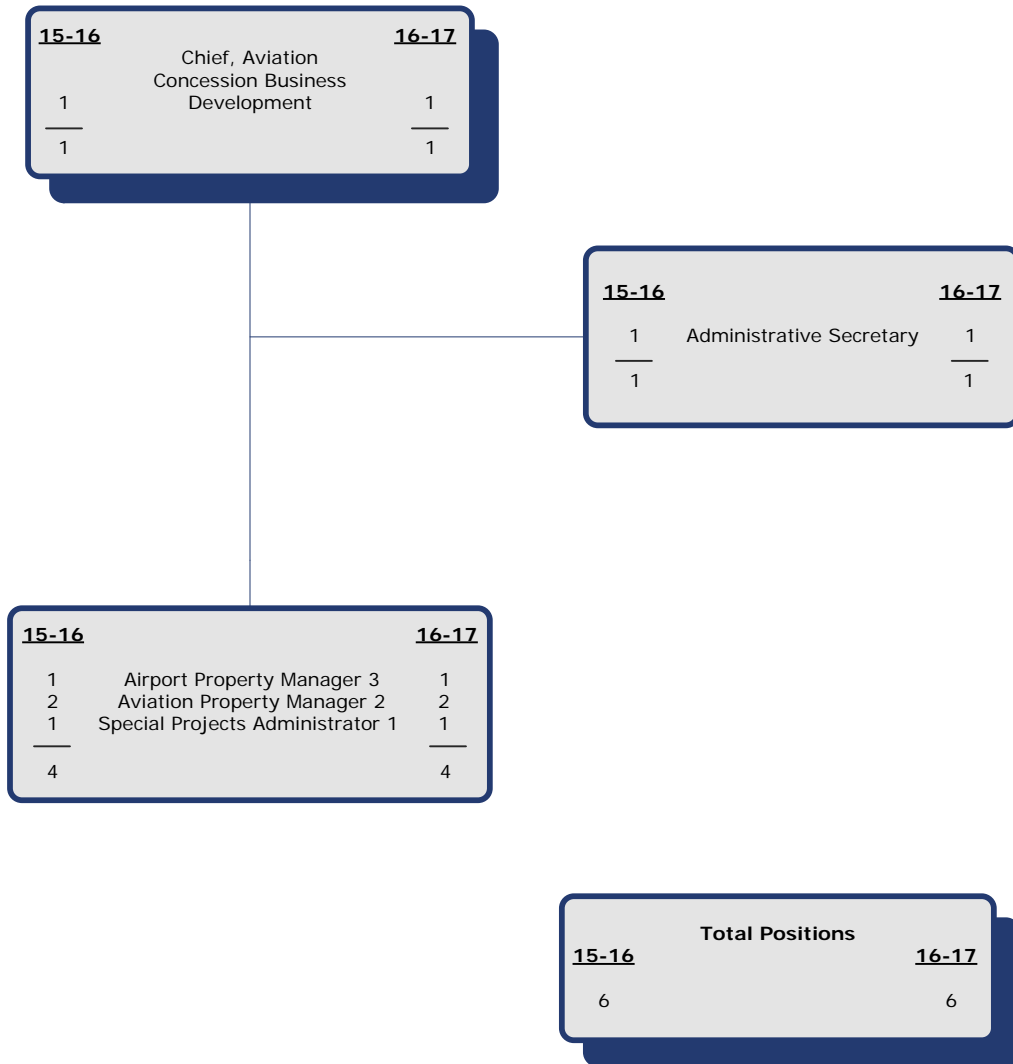 15-16 16-17
Chief, Aviation
Concession Business
1 Development 1
1 1
15-16 16-17
1 Administrative Secretary 1
1 1
15-16 16-17
1 Airport Property Manager 3 1
2 Aviation Property Manager 2 2
1 Special Projects Administrator 1 1
4 4
Total Positions
15-16 16-17
6 6